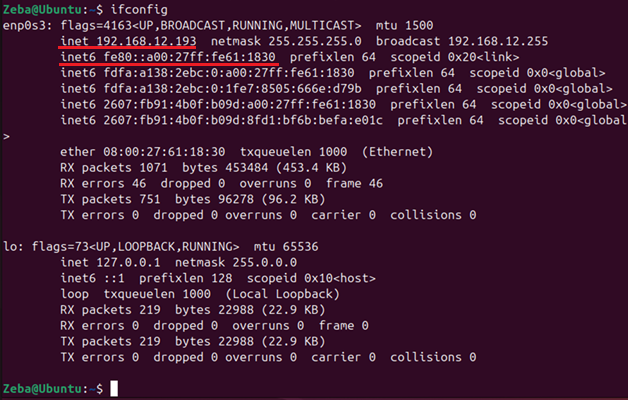 Zeba@Ubuntu:~$ ifconfig
enp0s3: flags=4163<UP,BROADCAST,RUNNING,MULTICAST>  mtu 1500
        inet 192.168.12.193  netmask 255.255.255.0  broadcast 192.168.12.255
        inet6 fe80::a00:27ff:fe61:1830  prefixlen 64  scopeid 0x20<link>
        inet6 fdfa:a138:2ebc:0:a00:27ff:fe61:1830  prefixlen 64  scopeid 0x0<global>
        inet6 fdfa:a138:2ebc:0:1fe7:8505:666e:d79b  prefixlen 64  scopeid 0x0<global>
        inet6 2607:fb91:4b0f:b09d:a00:27ff:fe61:1830  prefixlen 64  scopeid 0x0<global>
        inet6 2607:fb91:4b0f:b09d:8fd1:bf6b:befa:e01c  prefixlen 64  scopeid 0x0<global
>
        ether 08:00:27:61:18:30  txqueuelen 1000  (Ethernet)
        RX packets 1071  bytes 453484 (453.4 KB)
        RX errors 46  dropped 0  overruns 0  frame 46
        TX packets 751  bytes 96278 (96.2 KB)
        TX errors 0  dropped 0 overruns 0  carrier 0  collisions 0

lo: flags=73<UP,LOOPBACK,RUNNING>  mtu 65536
        inet 127.0.0.1  netmask 255.0.0.0
        inet6 ::1  prefixlen 128  scopeid 0x10<host>
        loop  txqueuelen 1000  (Local Loopback)
        RX packets 219  bytes 22988 (22.9 KB)
        RX errors 0  dropped 0  overruns 0  frame 0
        TX packets 219  bytes 22988 (22.9 KB)
        TX errors 0  dropped 0 overruns 0  carrier 0  collisions 0

Zeba@Ubuntu:~$